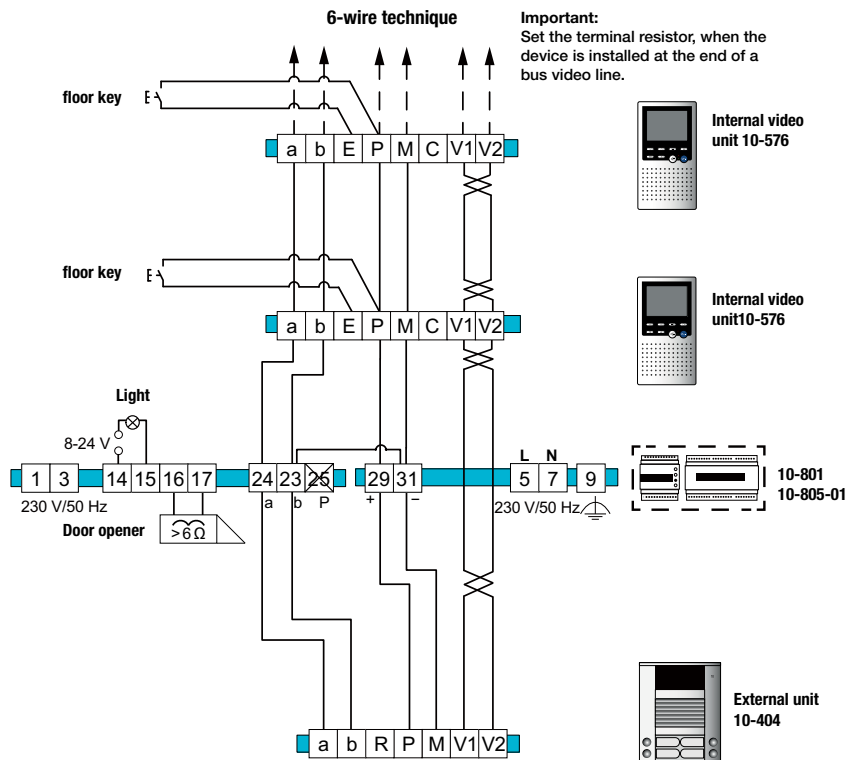 6-wire technique
Important:
Set the terminal resistor, when the
device is installed at the end of a
bus video line.
floor key
E
a b E P M C V1 V2
Internal video
unit 10-576
floor key
E
a b E P M C V1 V2
Internal video
unit10-576
Light
8-24 V
L N
1 3 14 15 16 17 24 23 25 29 31 5 7 9
a b P + −
230 V/50 Hz
230 V/50 Hz
10-801
10-805-01
Door opener
>6Ω
External unit
10-404
a b R P M V1 V2